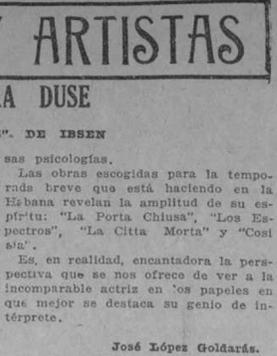 Y ARTISTAS
A DUSE
". DE IBSEN
sas psicologías.
Las obras escogidas para la tempo-
rada breve que está haciendo en la
Habana revelan la amplitud de su es-
píritu: "La Porta Chiusa", "Los Es-
pectros", "La Citta Morta" y "Cosi
sia".
Es, en realidad, encantadora la pers-
pectiva que se nos ofrece de ver a la
incomparable actriz en los papeles en
que mejor se destaca su genio de in-
térprete.
José López Goldarás.